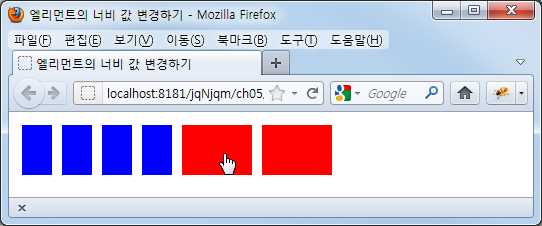 엘리먼트의 너비 값 변경하기 - Mozilla Firefox
파일(F) 편집(E) 보기(V) 이동(S) 북마크(B) 도구(T) 도움말(H)
엘리먼트의 너비 값 변경하기
localhost:8181/jqNjqm/ch05, Google